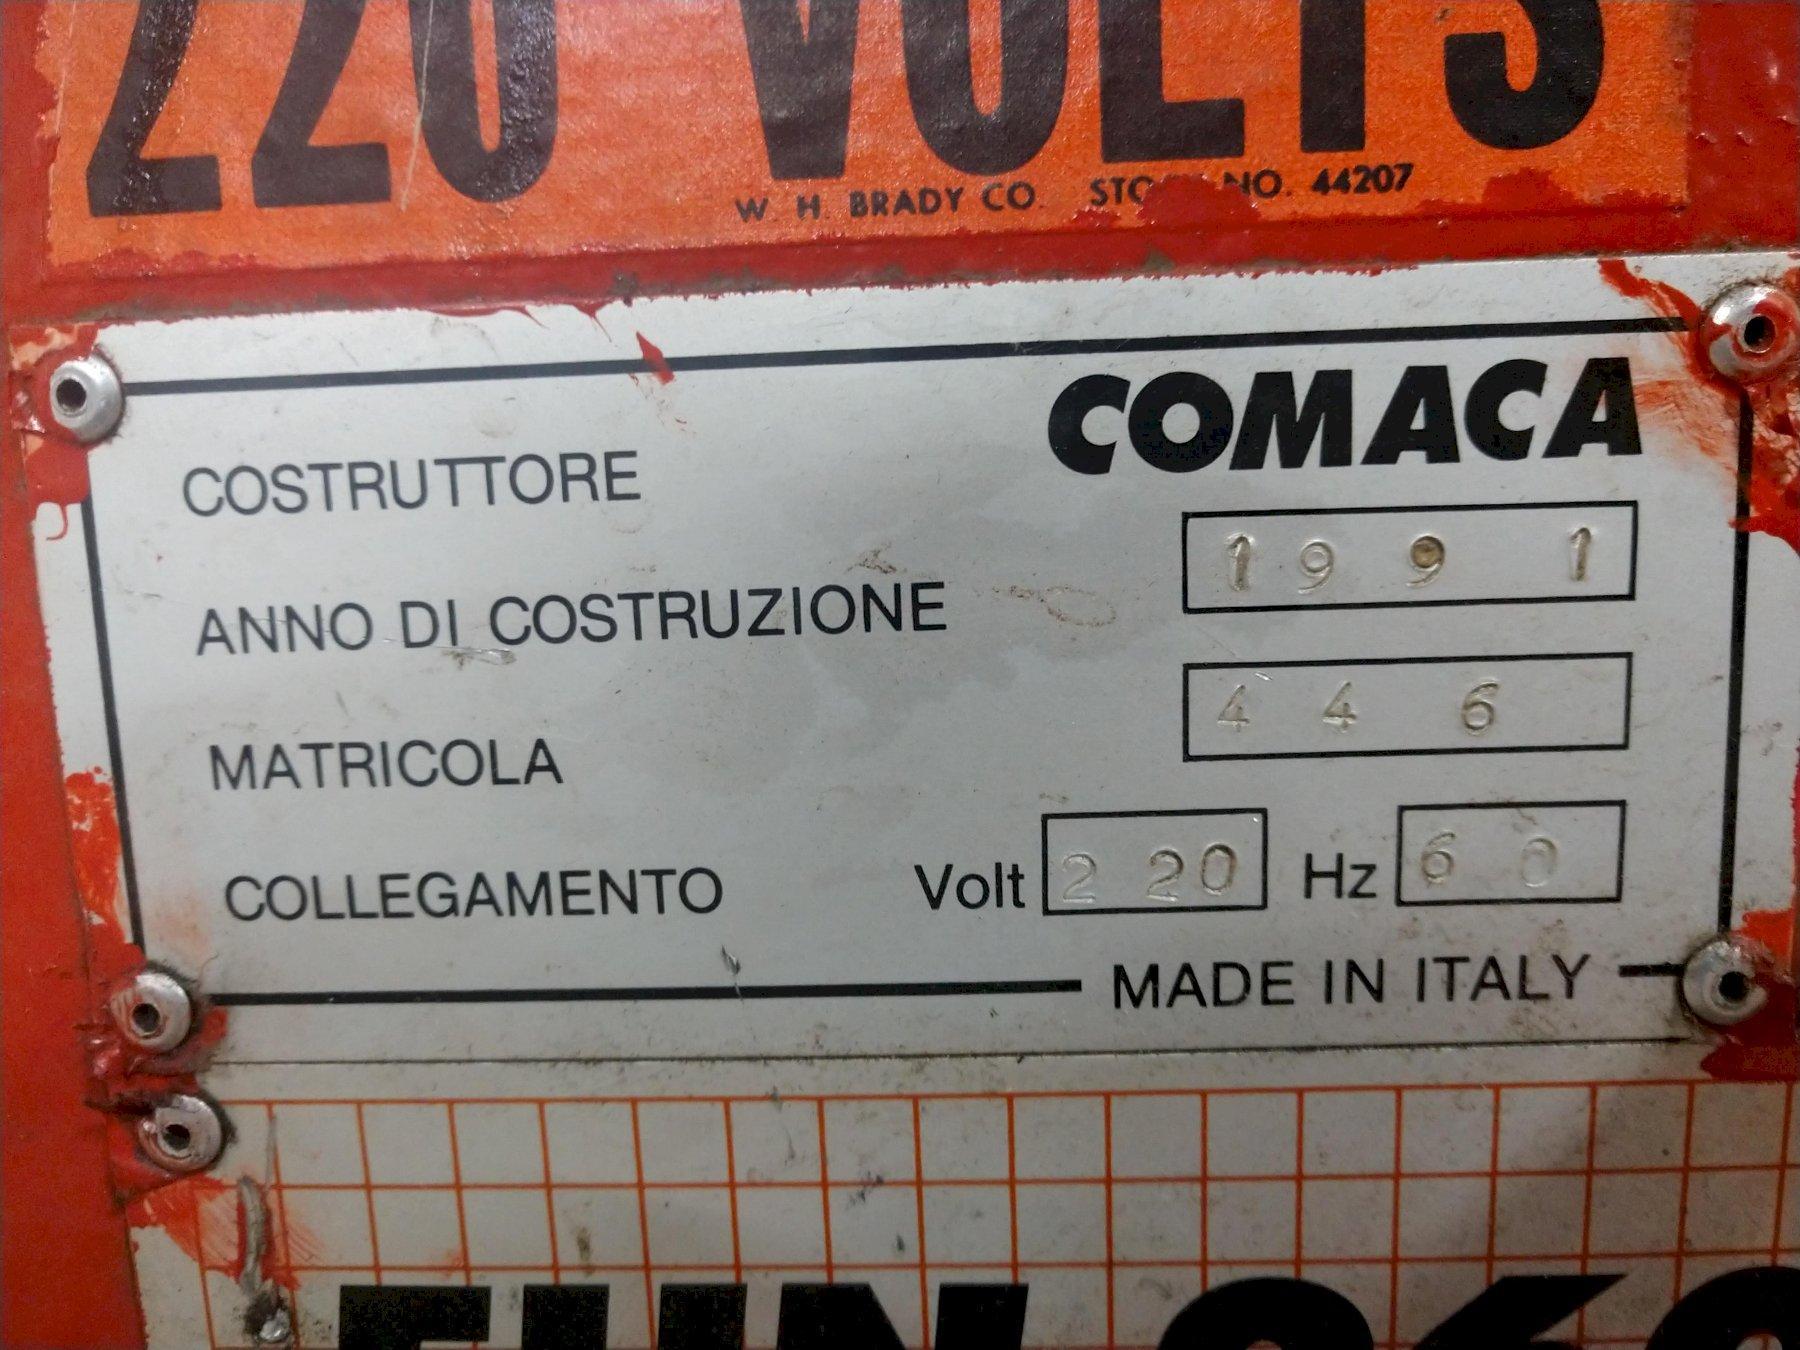 220 VOLTS
W. H. BRADY CO. STOCK NO. 44207
COMACA
COSTRUTTORE
ANNO DI COSTRUZIONE 1991
MATRICOLA 446
COLLEGAMENTO Volt 220 Hz 60
MADE IN ITALY